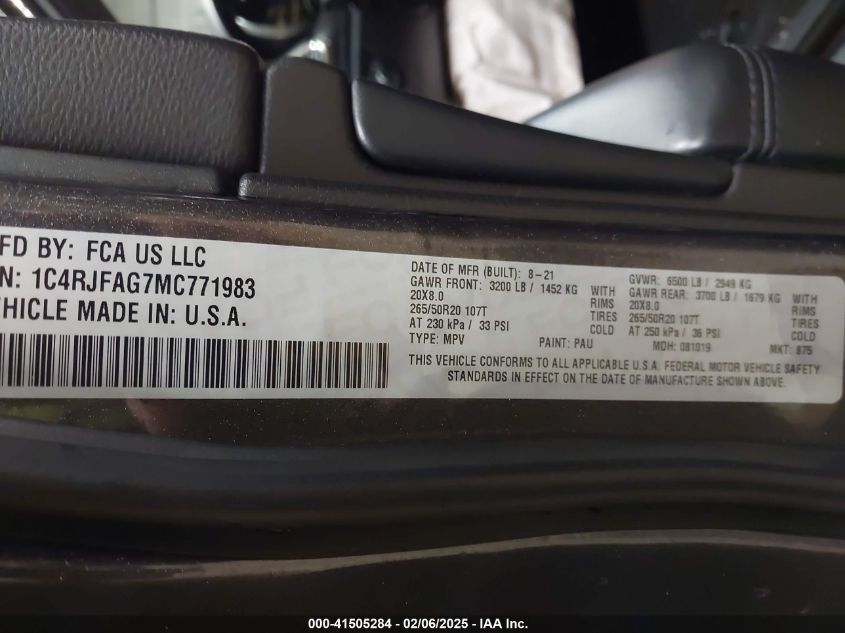 FD BY: FCA US LLC
N: 1C4RJFAG7MC771983
EHICLE MADE IN: U.S.A.
DATE OF MFR (BUILT): 8-21
GAWR FRONT: 3200 LB / 1452 KG WITH
20X8.0 RIMS
265/50R20 107T TIRES
AT 230 kPa / 33 PSI COLD
TYPE: MPV PAINT: PAU
GVWR: 6500 LB / 2949 KG
GAWR REAR: 3700 LB / 1679 KG WITH
20X8.0 RIMS
265/50R20 107T TIRES
AT 250 kPa / 36 PSI COLD
MDH: 081019 MKT: 875
THIS VEHICLE CONFORMS TO ALL APPLICABLE U.S.A. FEDERAL MOTOR VEHICLE SAFETY
STANDARDS IN EFFECT ON THE DATE OF MANUFACTURE SHOWN ABOVE.
000-41505284 - 02/06/2025 - IAA Inc.